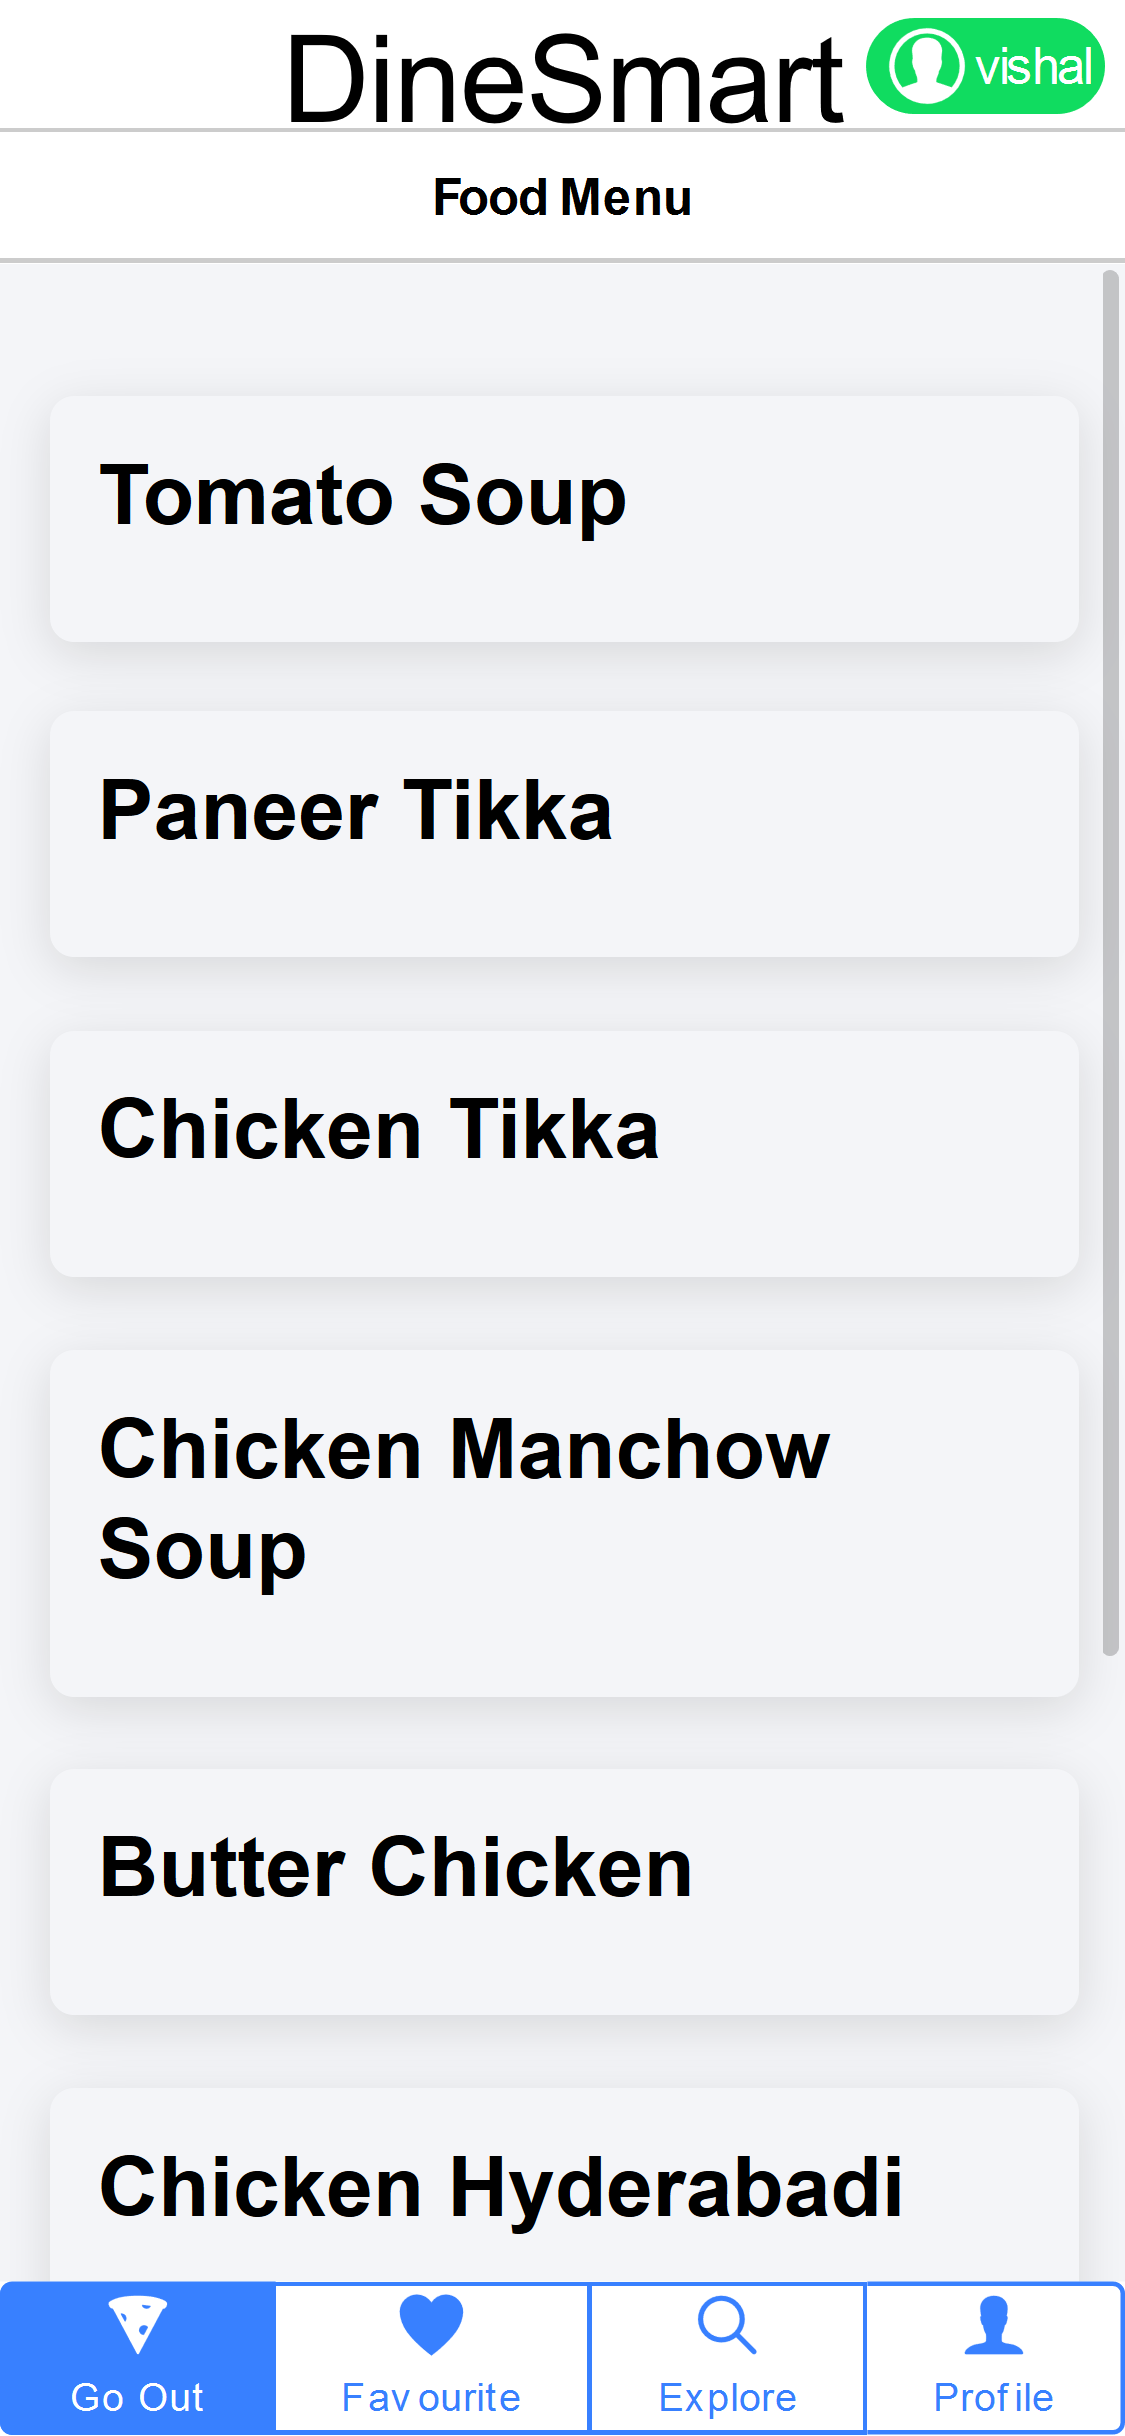 DineSmart
vishal
Food Menu
Tomato Soup
Paneer Tikka
Chicken Tikka
Chicken Manchow
Soup
Butter Chicken
Chicken Hyderabadi
Go Out
Favourite
Explore
Profile